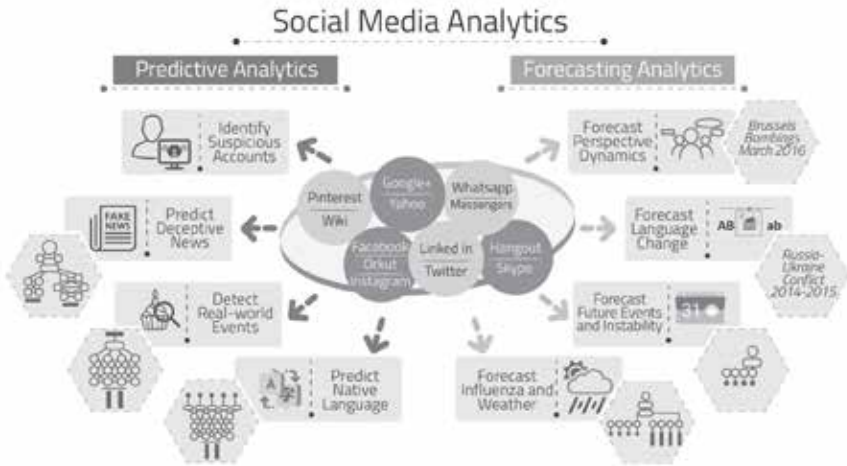 Social Media Analytics
Predictive Analytics
Forecasting Analytics
Identify
Suspicious
Accounts
FAKE
NEWS
Predict
Deceptive
News
Detect
Real-world
Events
Predict
Native
Language
A
Pinterest
Wiki
Google+
Yahoo
Whatsapp
Messengers
Facebook
Orkut
Instagram
Linked in
Twitter
Hangout
Skype
Forecast
Perspective
Dynamics
Brussels
Bombings
March 2016
Forecast
Language
Change
AB
ab
Russia-
Ukraine
Conflict
2014-2015
Forecast
Future Events
and Instability
31
Forecast
Influenza and
Weather